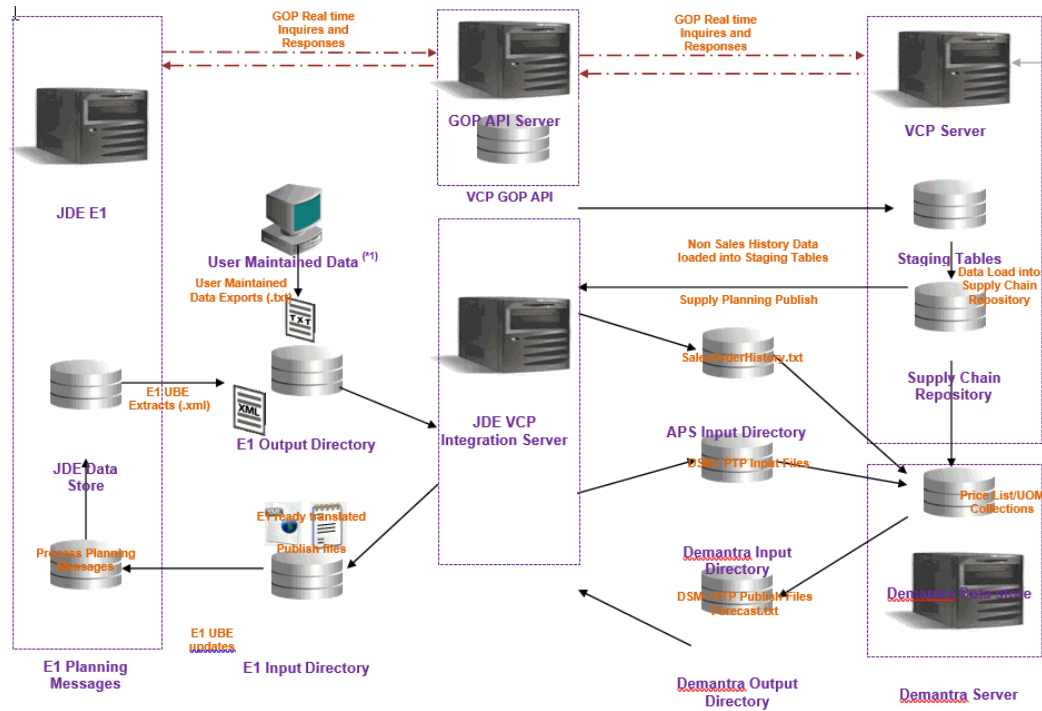 GOP Real time
Inquires and
Responses
GOP Real time
Inquires and
Responses
GOP API Server
VCP Server
JDE E1
VCP GOP API
User Maintained Data (*1)
User Maintained
Data Exports (.txt)
TXT
Non Sales History Data
loaded into Staging Tables
Staging Tables
Data Load into
Supply Chain
Repository
Supply Planning Publish
SalesOrderHistory.txt
E1 UBE
Extracts (.xml)
XML
E1 Output Directory
JDE VCP
Integration Server
Supply Chain
Repository
APS Input Directory
DSM / PTP Input Files
JDE Data
Store
Price List/UOM
Collections
E1 ready translated
Publish files
Process Planning
Messages
Demantra Input
Directory
DSM / PTP Publish Files
Forecast.txt
Demantra Data store
E1 UBE
updates
E1 Planning
Messages
E1 Input Directory
Demantra Output
Directory
Demantra Server